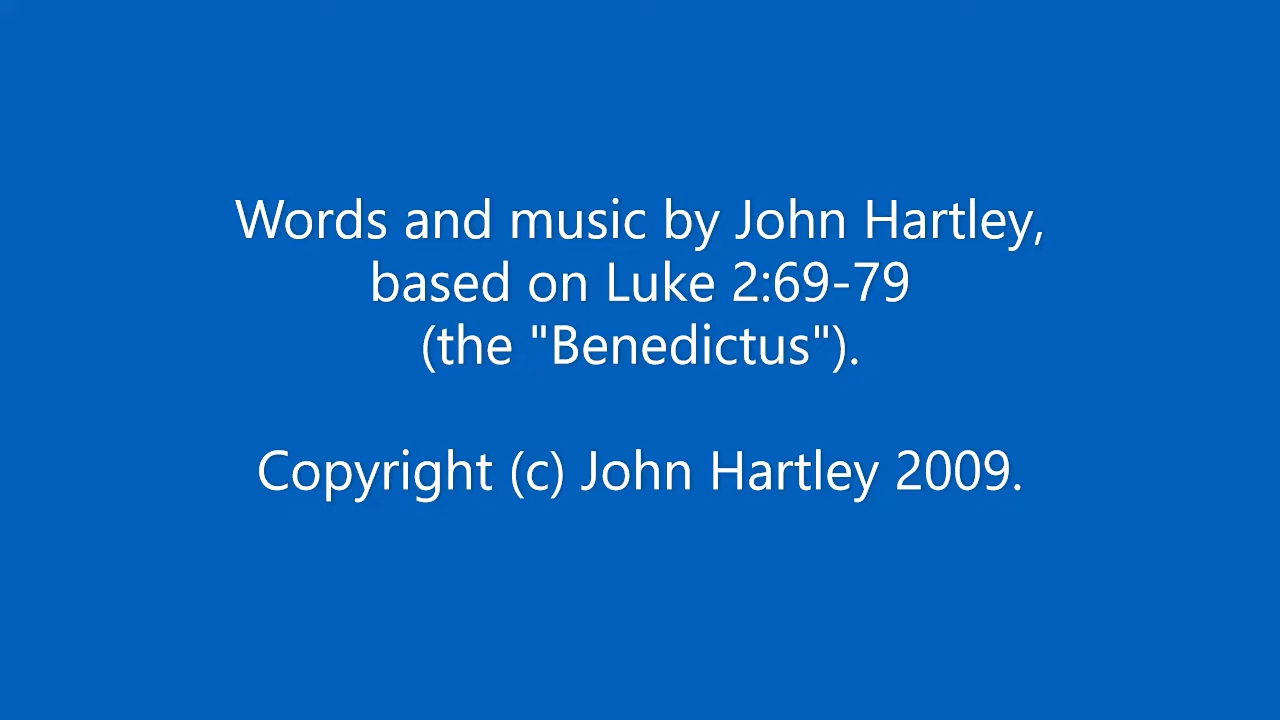 Words and music by John Hartley,
based on Luke 2:69-79
(the "Benedictus").
Copyright (c) John Hartley 2009.